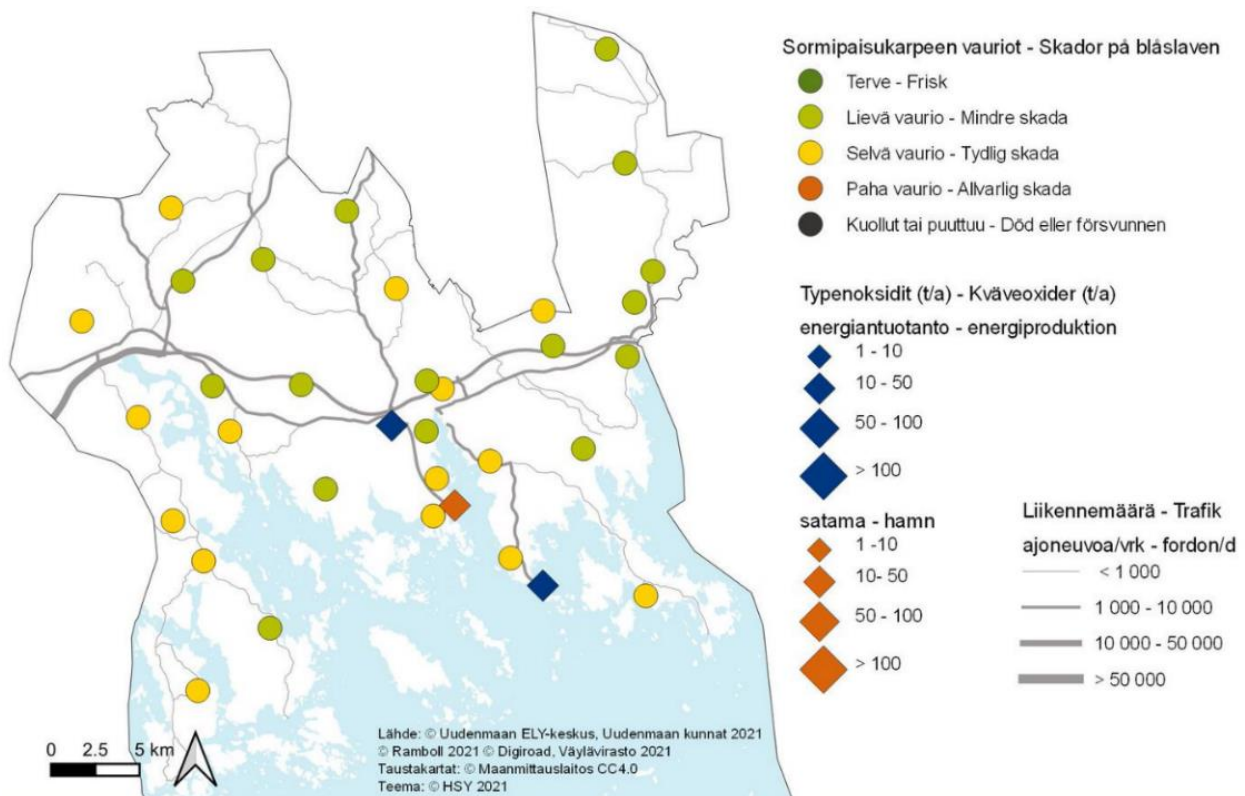 Sormipaisukarpeen vauriot - Skador på blåslaven
Terve - Frisk
Lievä vaurio - Mindre skada
Selvä vaurio - Tydlig skada
Paha vaurio - Allvarlig skada
Kuollut tai puuttuu - Död eller försvunnen
Typenoksidit (t/a) - Kväveoxider (t/a)
energiantuotanto - energiproduktion
1 - 10
10 - 50
50 - 100
> 100
satama - hamn
1 -10
10- 50
50 - 100
> 100
Liikennemäärä - Trafik
ajoneuvoa/vrk - fordon/d
< 1 000
1 000 - 10 000
10 000 - 50 000
> 50 000
0 2.5 5 km
Lähde: © Uudenmaan ELY-keskus, Uudenmaan kunnat 2021
© Ramboll 2021 © Digiroad, Väylävirasto 2021
Taustakartat: © Maanmittauslaitos CC4.0
Teema: © HSY 2021